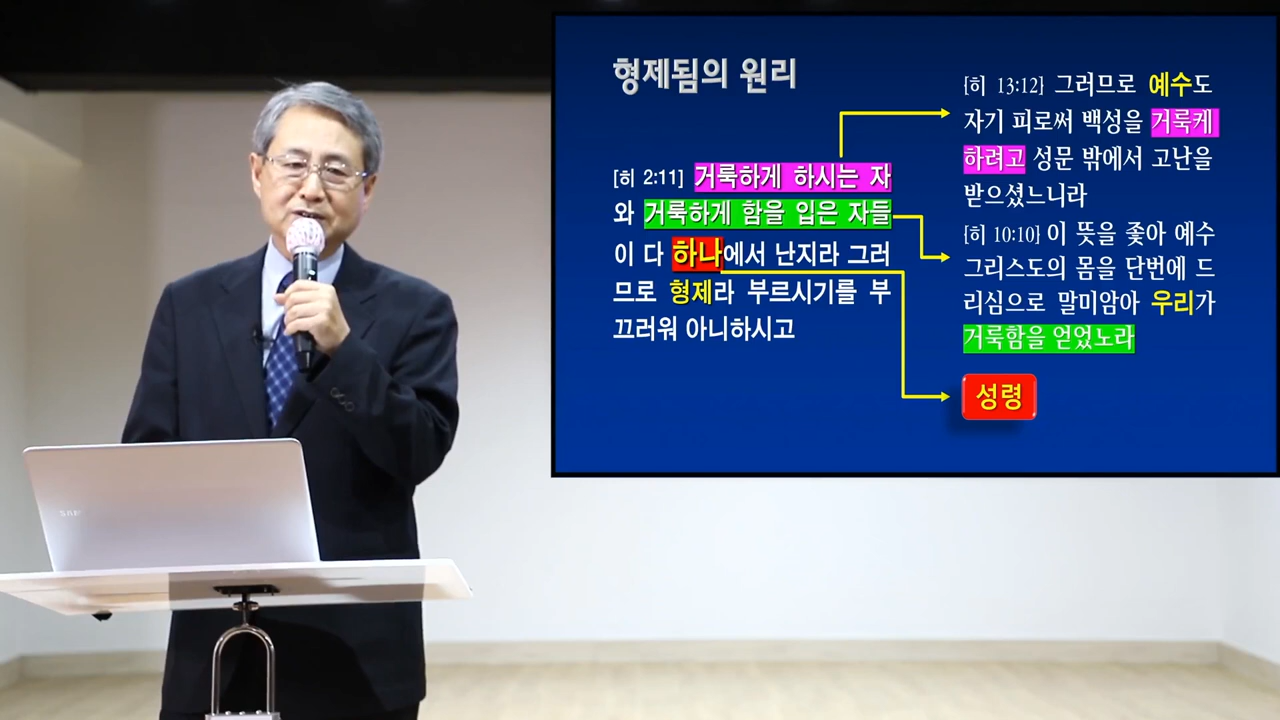 형제됨의 원리
[히 2:11] 거룩하게 하시는 자
와 거룩하게 함을 입은 자들
이 다 하나에서 난지라 그러
므로 형제라 부르시기를 부
끄러워 아니하시고
[히 13:12] 그러므로 예수도
자기 피로써 백성을 거룩케
하려고 성문 밖에서 고난을
받으셨느니라
[히 10:10] 이 뜻을 좇아 예수
그리스도의 몸을 단번에 드
리심으로 말미암아 우리가
거룩함을 얻었노라
성령